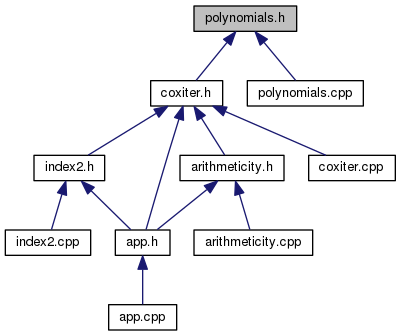 polynomials.h
coxiter.h
polynomials.cpp
index2.h
arithmeticity.h
coxiter.cpp
index2.cpp
app.h
arithmeticity.cpp
app.cpp